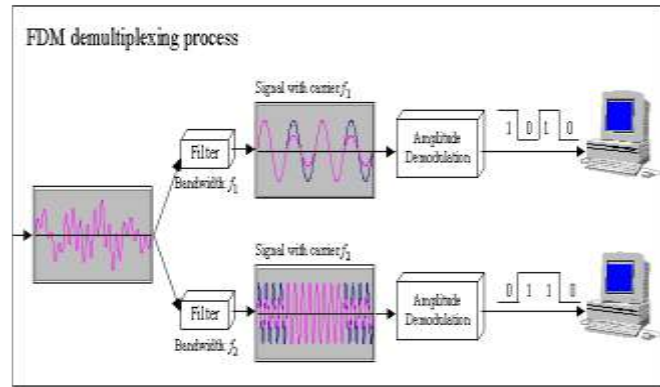 FDM demultiplexing process
Signal with carrier f1
Filter
Bandwidth f1
Amplitude
Demodulation
1 0 1 0
Signal with carrier f2
Filter
Bandwidth f2
Amplitude
Demodulation
0 1 1 0